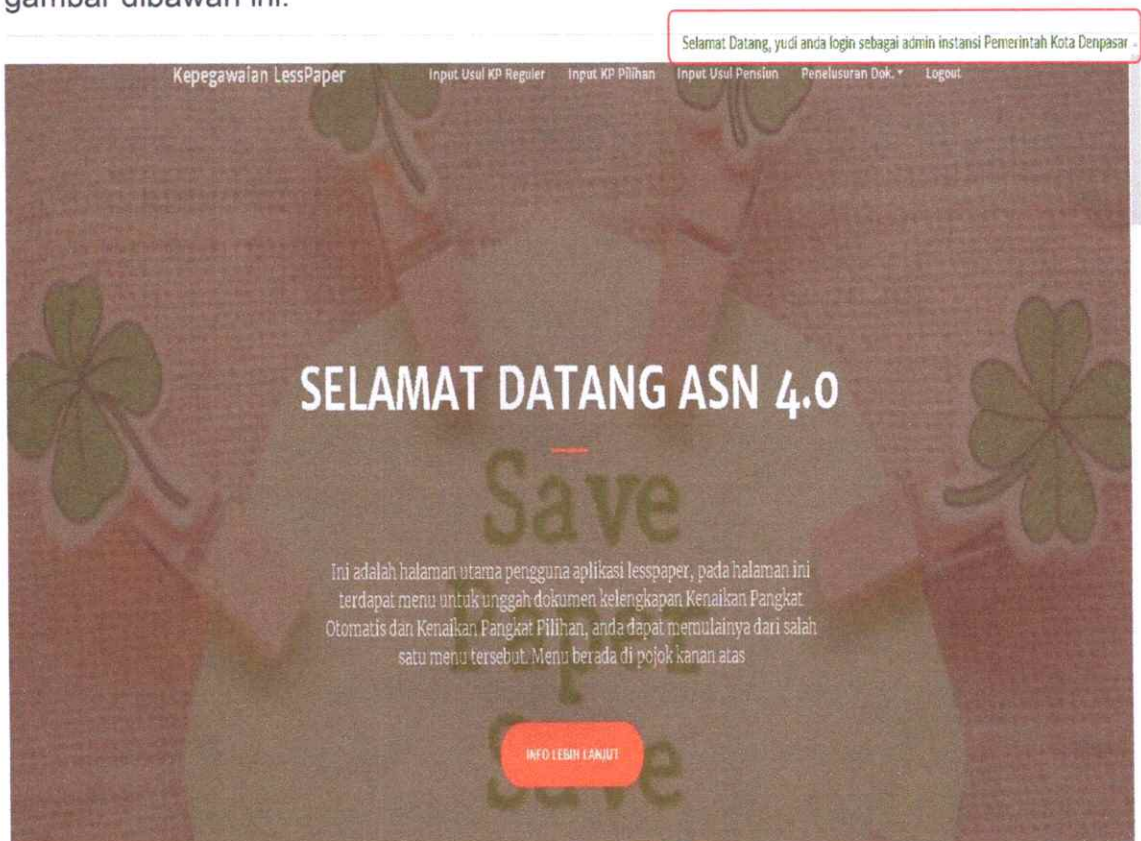 gambar dibawah ini.
Selamat Datang, yudi anda login sebagai admin instansi Pemerintah Kota Denpasar
Kepegawaian LessPaper Input Usul KP Reguler Input KP Pilihan Input Usul Pensiun Penelusuran Dok. Logout
SELAMAT DATANG ASN 4.0
Save
Ini adalah halaman utama pengguna aplikasi lesspaper, pada halaman ini
terdapat menu untuk unggah dokumen kelengkapan Kenaikan Pangkat
Paper
Otomatis dan Kenaikan Pangkat Pilihan, anda dapat memulainya dari salah
satu menu tersebut. Menu berada di pojok kanan atas
INFO LEBIH LANJUT
Save